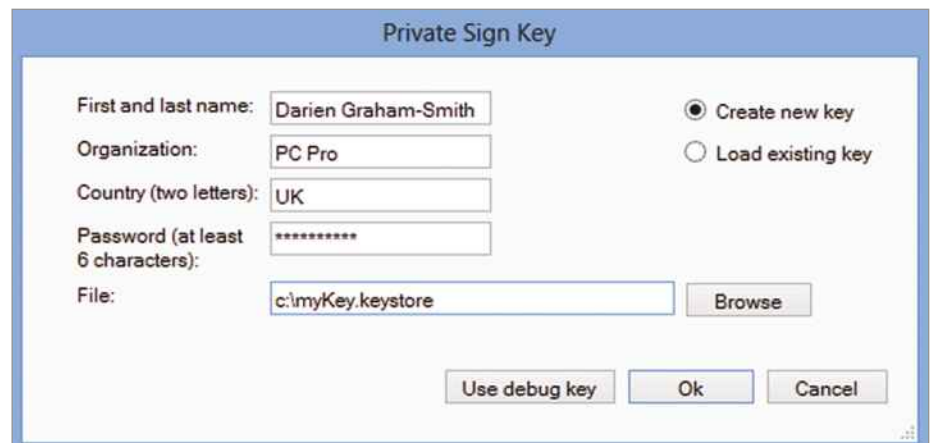 Private Sign Key
First and last name: Darien Graham-Smith
Create new key
Organization: PC Pro
Load existing key
Country (two letters): UK
Password (at least
6 characters): **********
File: c:\myKey.keystore Browse
Use debug key Ok Cancel